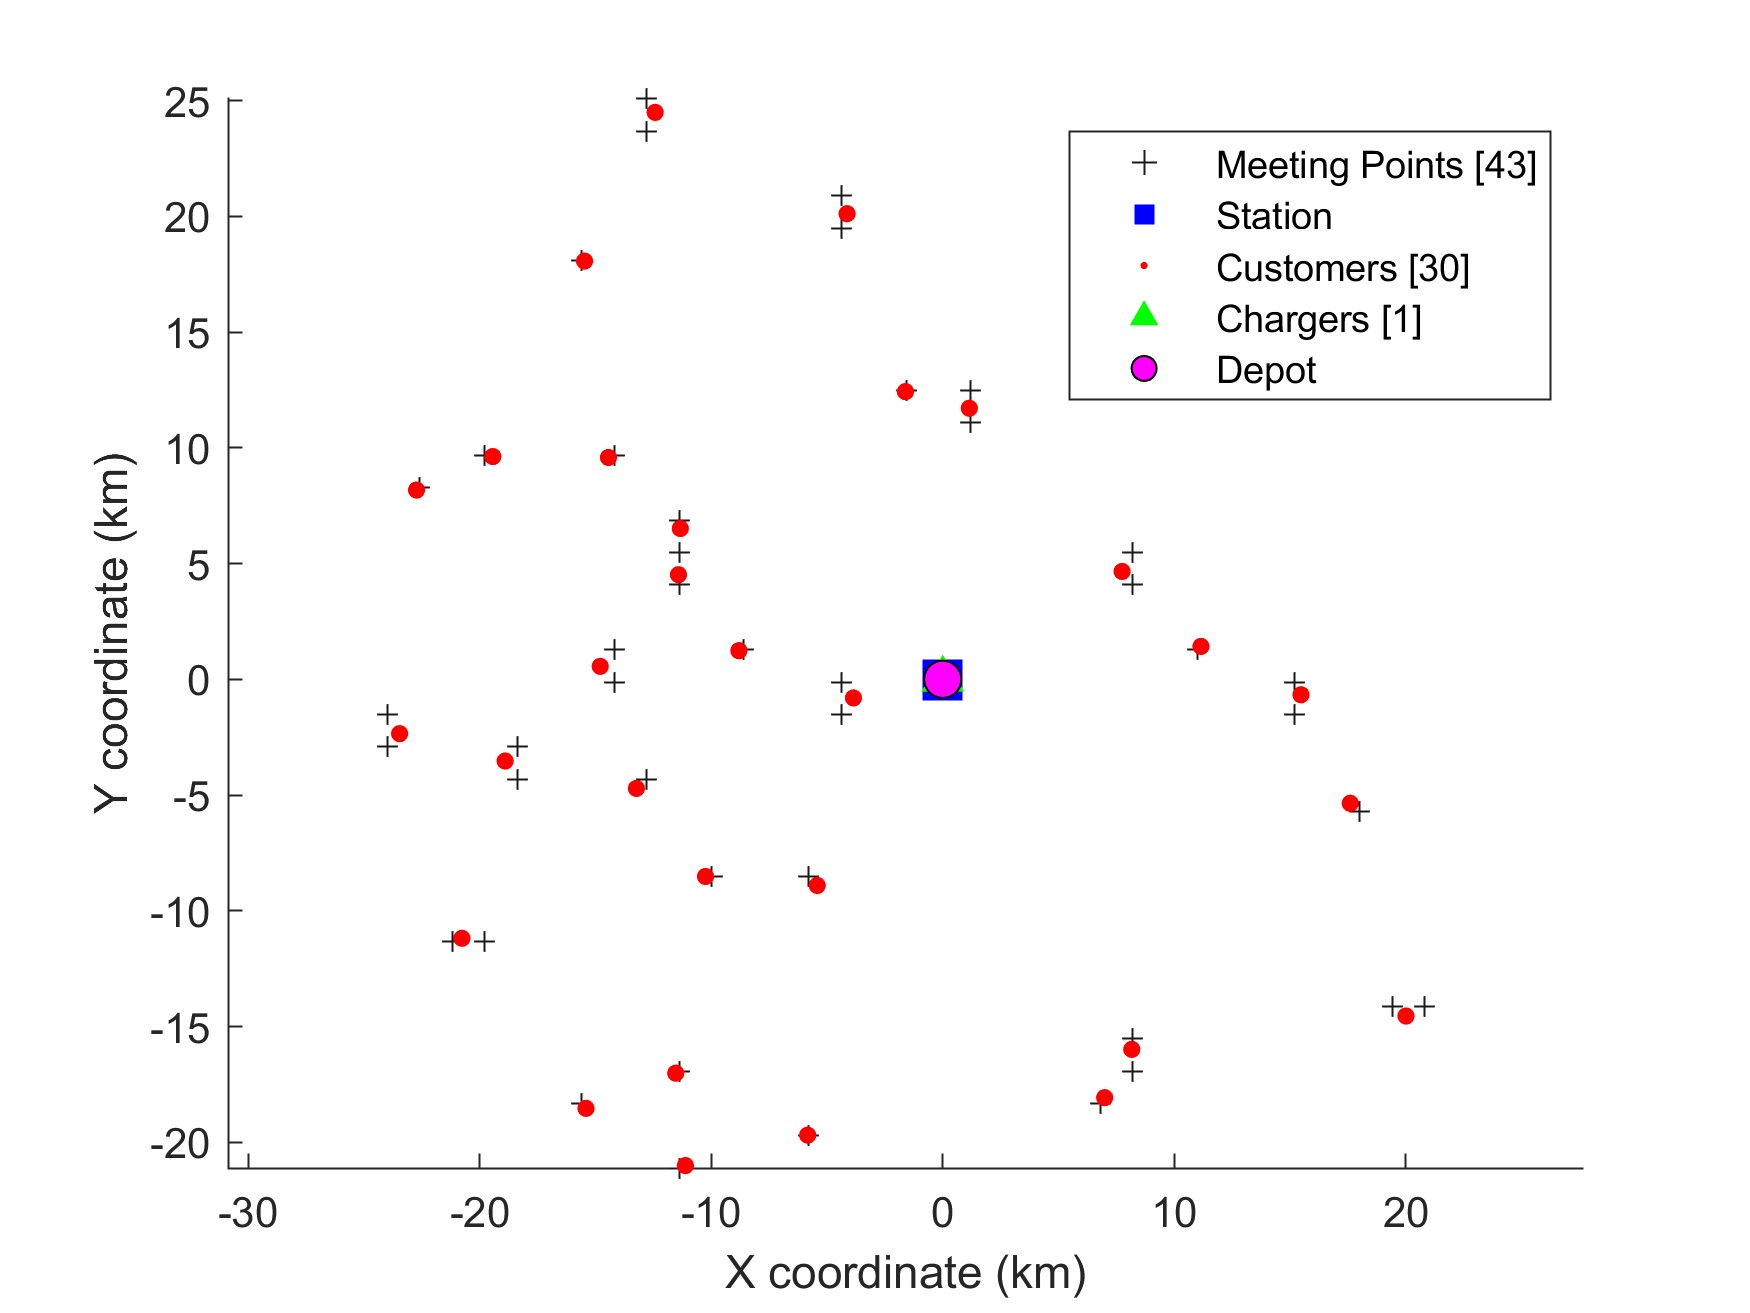 25
20
15
10
5
0
-5
-10
-15
-20
Y coordinate (km)
Meeting Points [43]
Station
Customers [30]
Chargers [1]
Depot
-30 -20 -10 0 10 20
X coordinate (km)